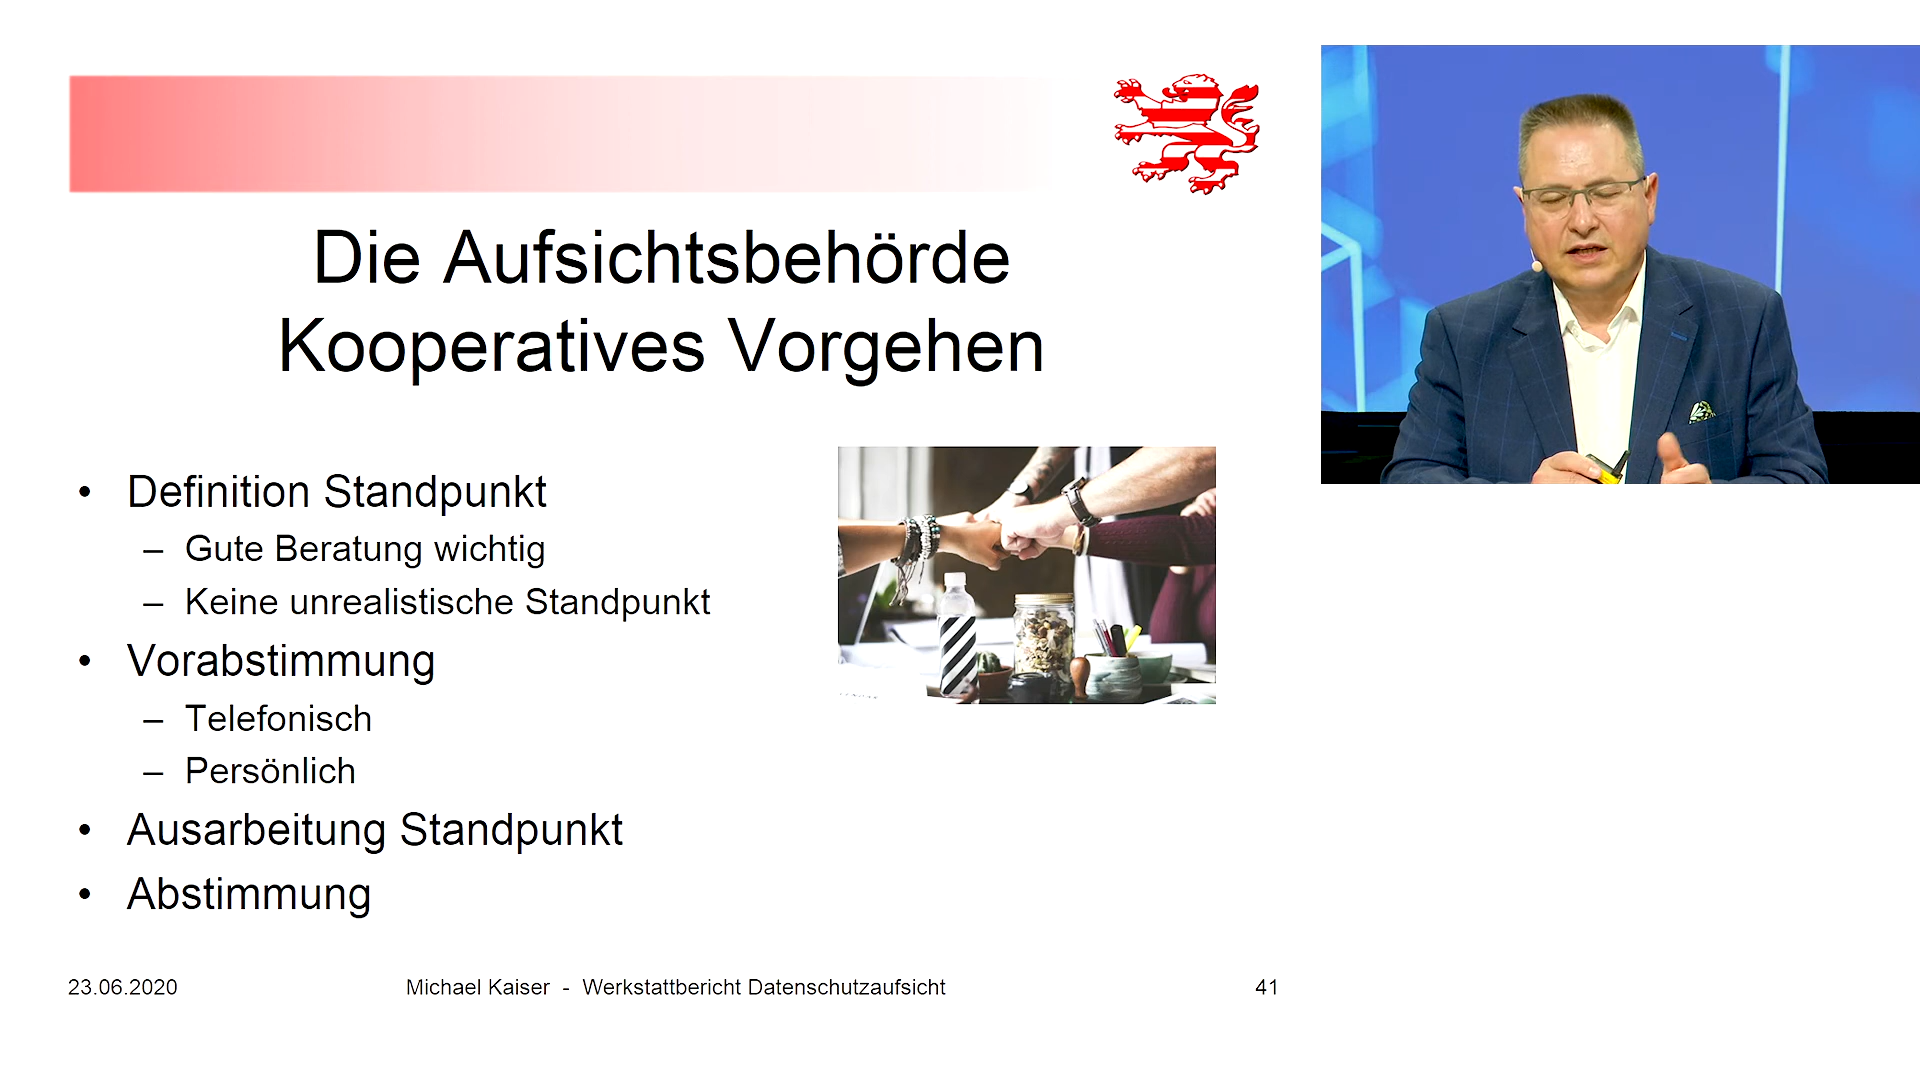 Die Aufsichtsbehörde
Kooperatives Vorgehen
• Definition Standpunkt
– Gute Beratung wichtig
– Keine unrealistische Standpunkt
• Vorabstimmung
– Telefonisch
– Persönlich
• Ausarbeitung Standpunkt
• Abstimmung
23.06.2020 Michael Kaiser - Werkstattbericht Datenschutzaufsicht 41